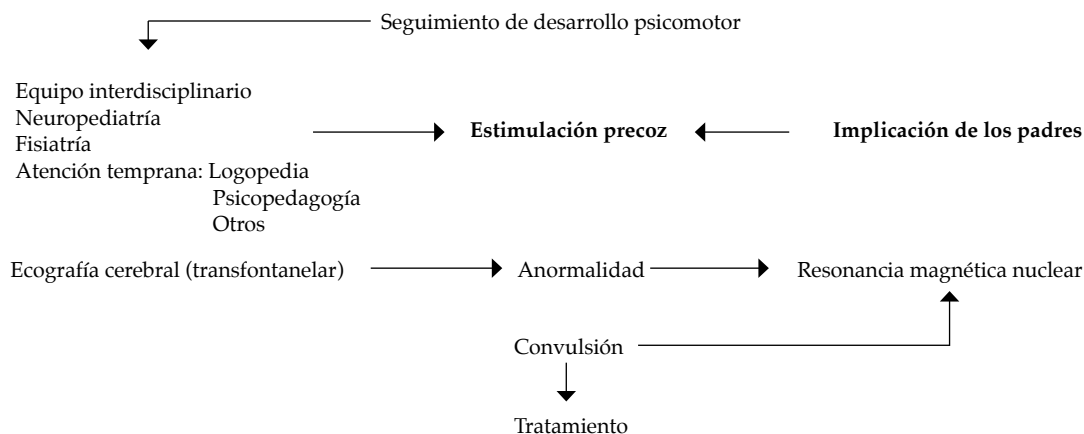 Seguimiento de desarrollo psicomotor
Equipo interdisciplinario
Neuropediatría
Fisiatría
Atención temprana: Logopedia
Psicopedagogía
Otros
Estimulación precoz
Implicación de los padres
Ecografía cerebral (transfontanelar)
Anormalidad
Resonancia magnética nuclear
Convulsión
Tratamiento